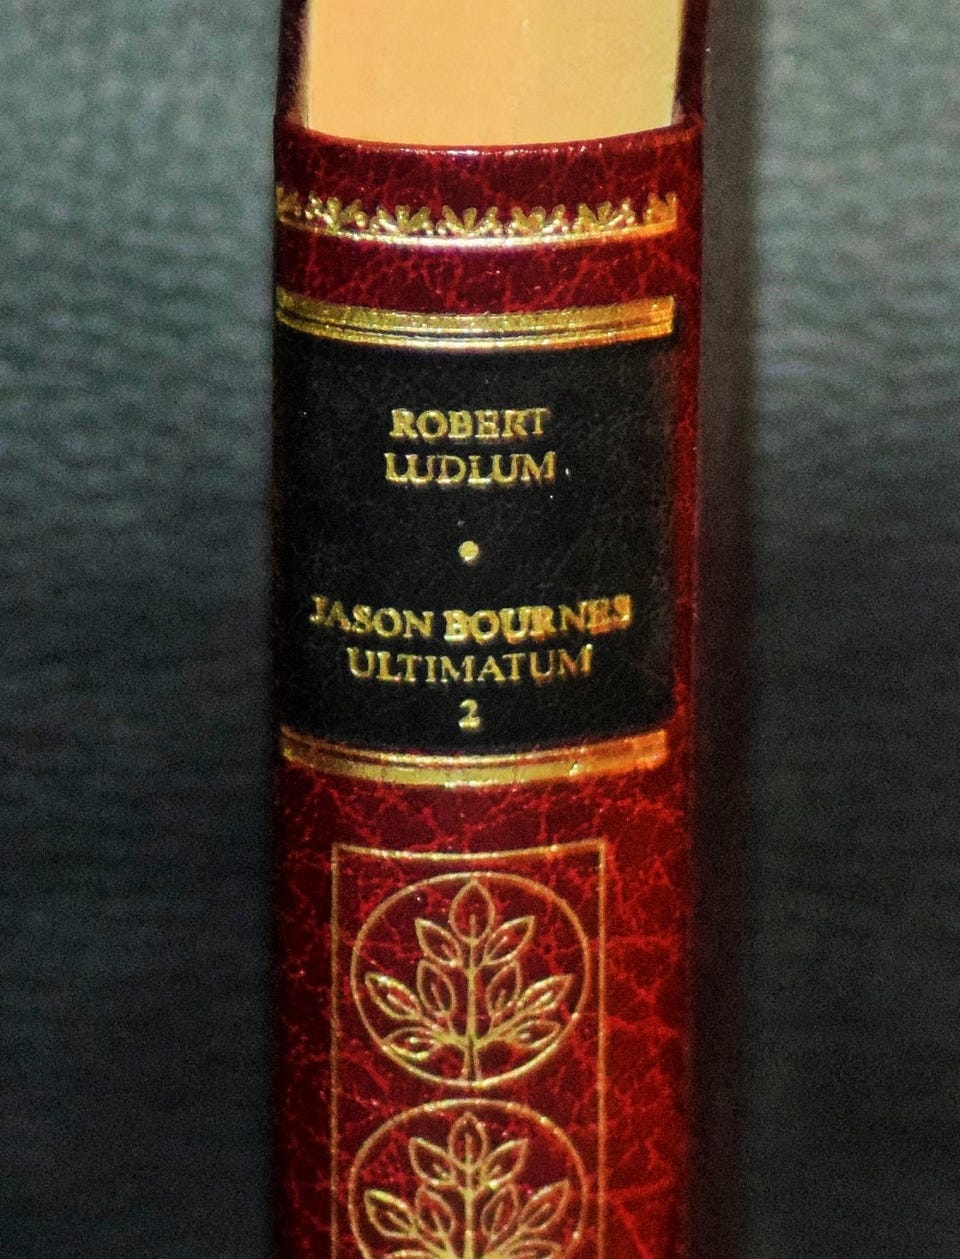 ROBERT
LUDLUM
•
JASON BOURNES
ULTIMATUM
2